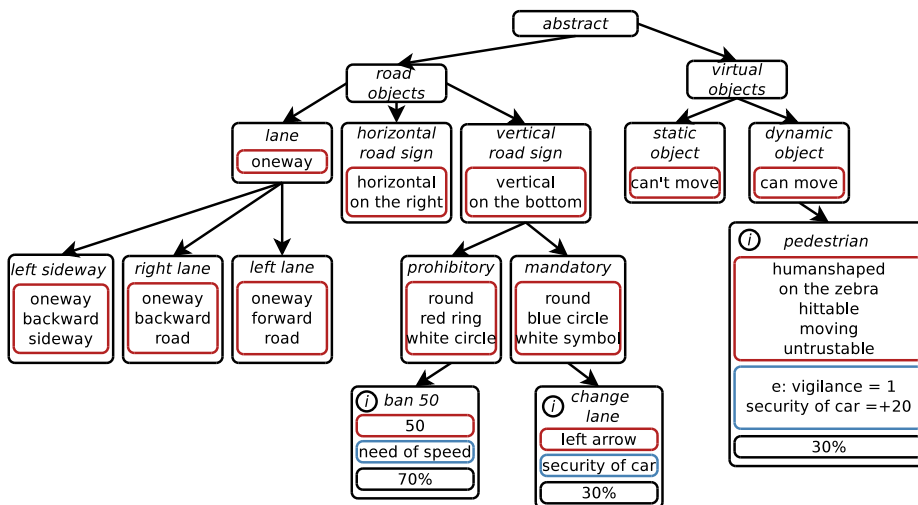 abstract
road
objects
virtual
objects
lane
oneway
horizontal
road sign
horizontal
on the right
vertical
road sign
vertical
on the bottom
static
object
can't move
dynamic
object
can move
left sideway
oneway
backward
sideway
right lane
oneway
backward
road
left lane
oneway
forward
road
prohibitory
round
red ring
white circle
mandatory
round
blue circle
white symbol
i pedestrian
humanshaped
on the zebra
hittable
moving
untrustable
e: vigilance = 1
security of car =+20
30%
i ban 50
50
need of speed
70%
i change
lane
left arrow
security of car
30%